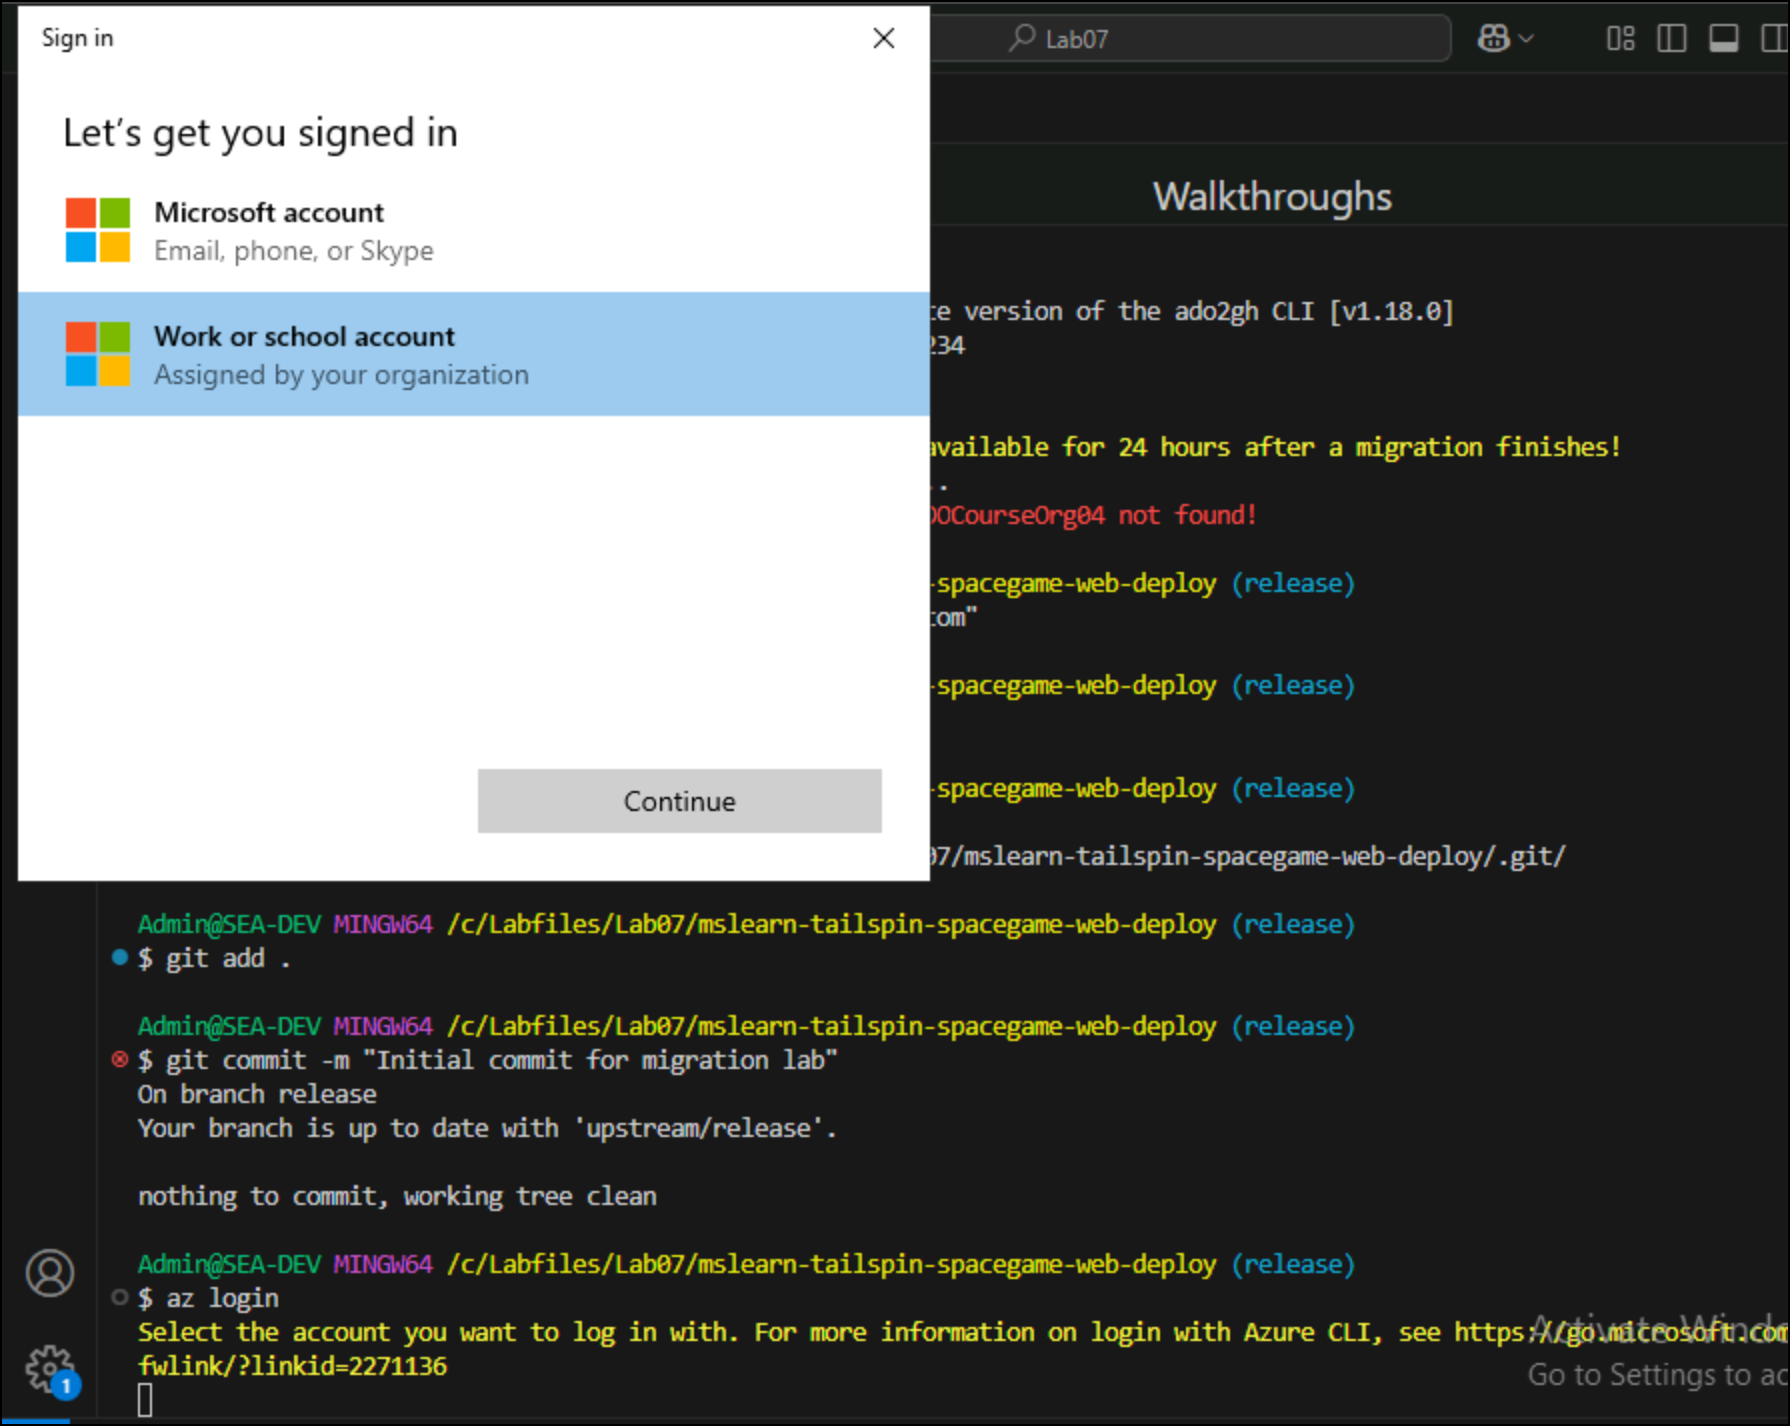 Sign in
Lab07
Let's get you signed in
Microsoft account
Email, phone, or Skype
Walkthroughs
version of the ado2gh CLI [v1.18.0]
Work or school account
234
Assigned by your organization
available for 24 hours after a migration finishes!
.
OOCourseOrg04 not found!
-spacegame-web-deploy (release)
com"
-spacegame-web-deploy (release)
-spacegame-web-deploy (release)
Continue
07/mslearn-tailspin-spacegame-web-deploy/.git/
Admin@SEA-DEV MINGW64 /c/Labfiles/Lab07/mslearn-tailspin-spacegame-web-deploy (release)
$ git add .
Admin@SEA-DEV MINGW64 /c/Labfiles/Lab07/mslearn-tailspin-spacegame-web-deploy (release)
$ git commit -m "Initial commit for migration lab"
On branch release
Your branch is up to date with 'upstream/release'.
nothing to commit, working tree clean
Admin@SEA-DEV MINGW64 /c/Labfiles/Lab07/mslearn-tailspin-spacegame-web-deploy (release)
$ az login
Select the account you want to log in with. For more information on login with Azure CLI, see https://go.microsoft.com
fwlink/?linkid=2271136
Activate Windo
Go to Settings to ac
1